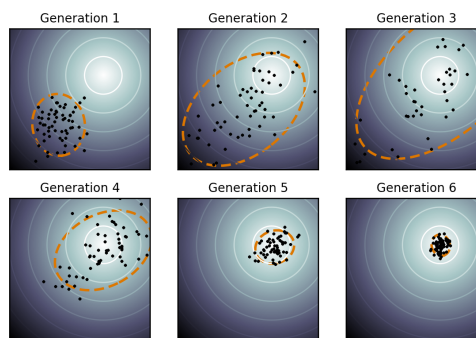 Generation 1
Generation 2
Generation 3
Generation 4
Generation 5
Generation 6